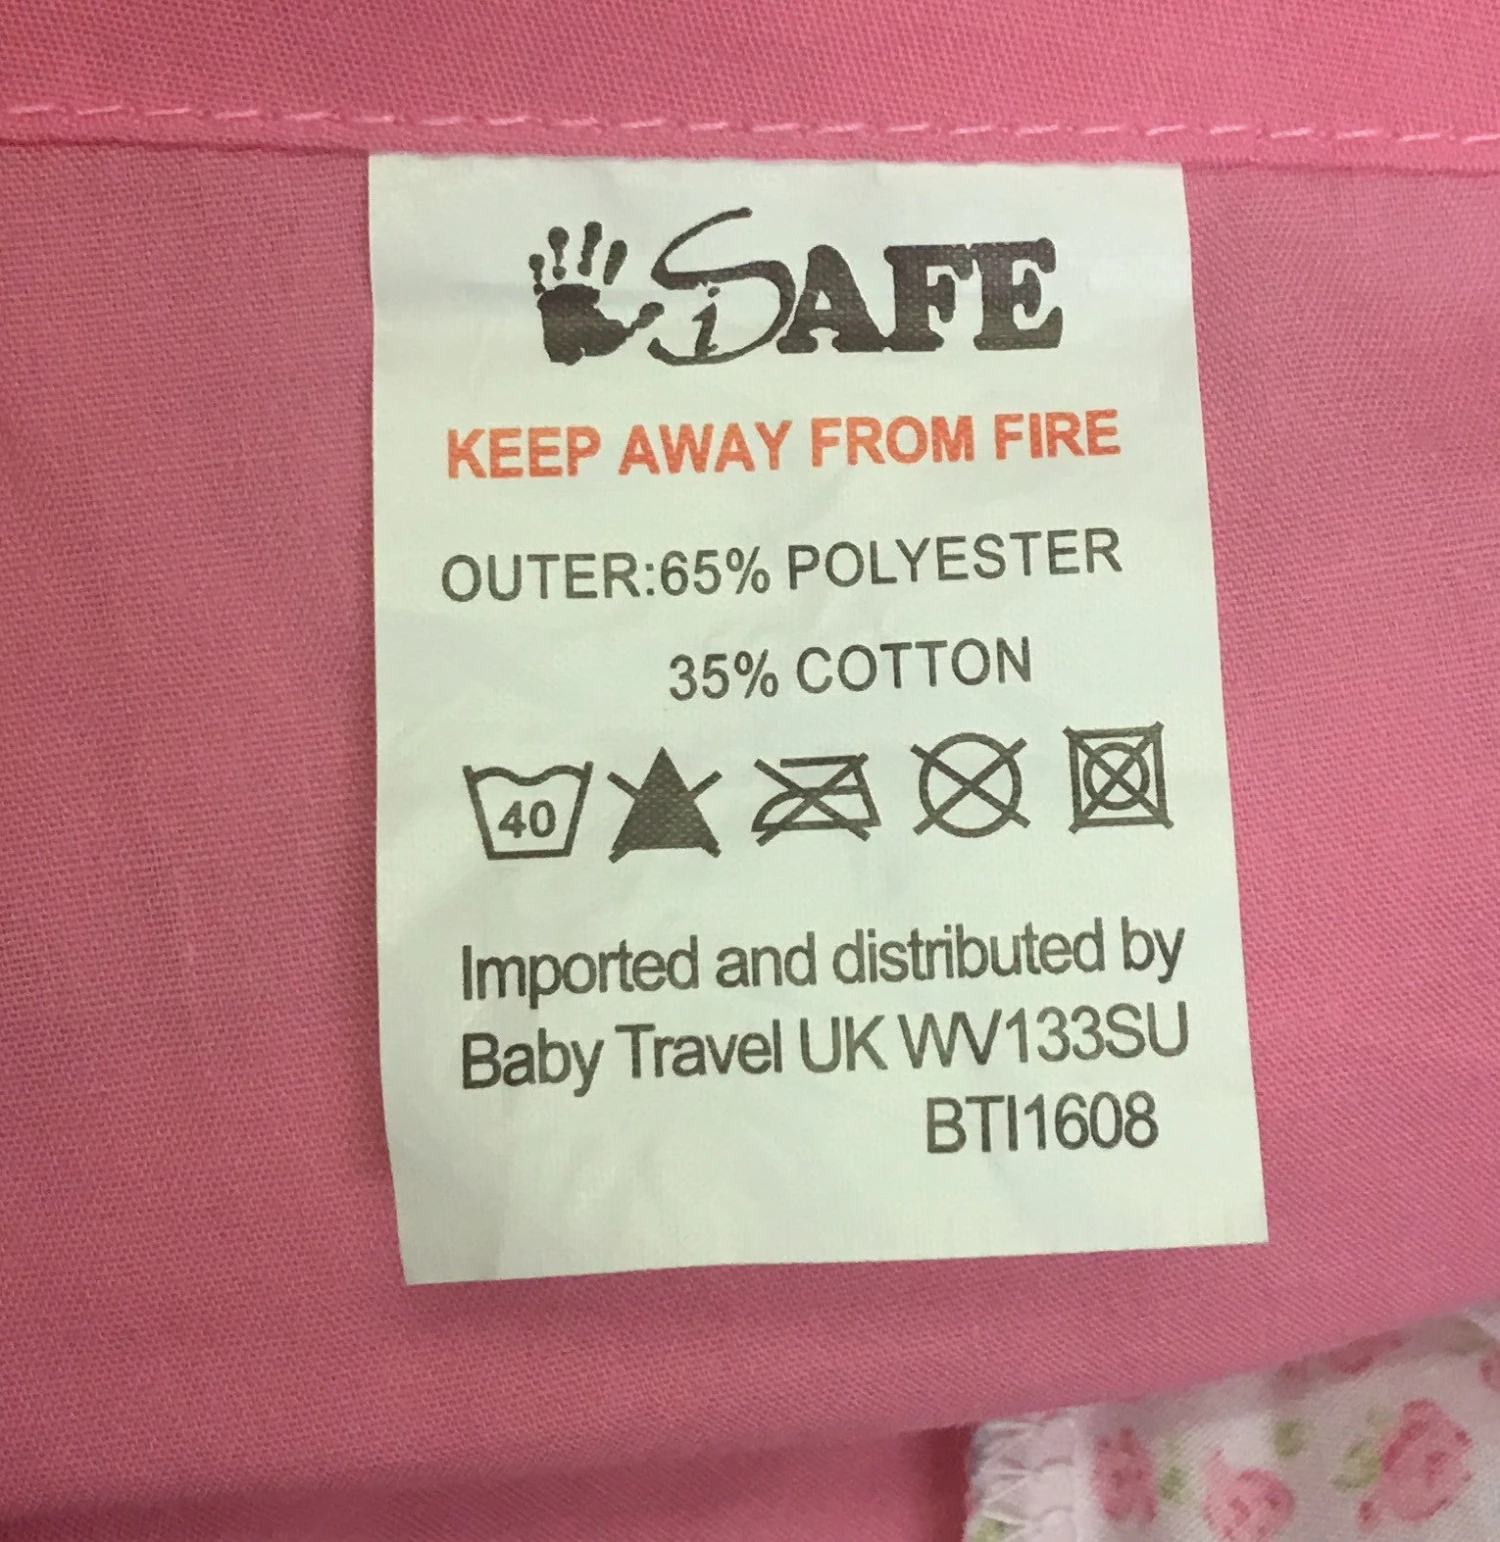 iSAFE
KEEP AWAY FROM FIRE
OUTER:65% POLYESTER
35% COTTON
40
Imported and distributed by
Baby Travel UK WV133SU
BTI1608